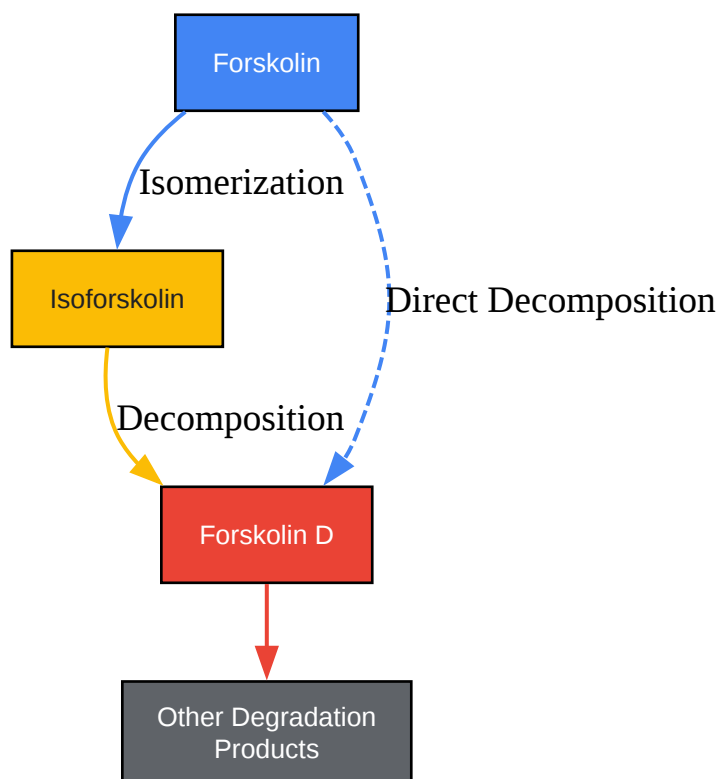 Forskolin
Isomerization
Isoforskolin
Direct Decomposition
Decomposition
Forskolin D
Other Degradation
Products